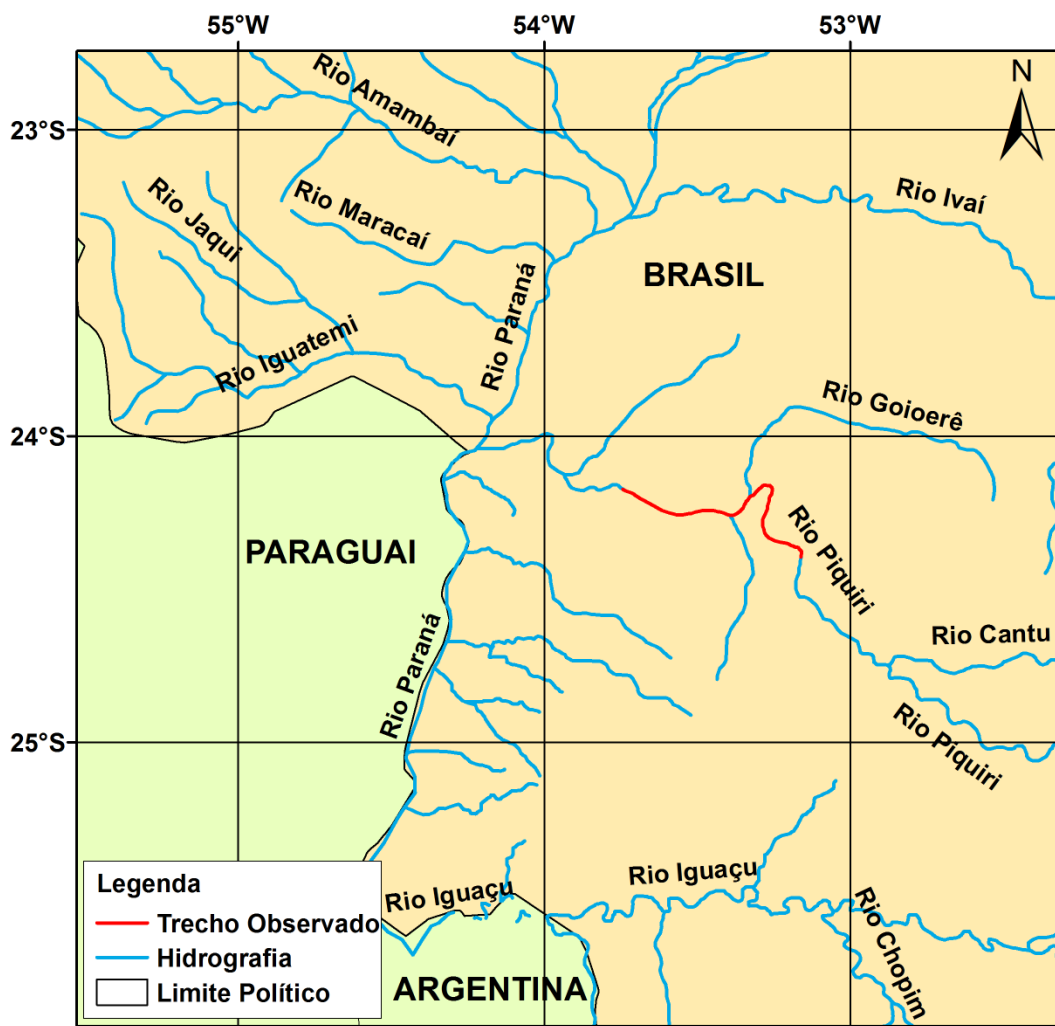 55°W
54°W
53°W
N
23°S
24°S
25°S
Rio Amambaí
Rio Ivaí
Rio Jaqui
Rio Maracaí
BRASIL
Rio Paraná
Rio Iguatemi
Rio Goioerê
PARAGUAI
Rio Piquiri
Rio Cantu
Rio Paraná
Rio Piquiri
Rio Iguaçu
Rio Iguaçu
Rio Chopim
ARGENTINA
Legenda
Trecho Observado
Hidrografia
Limite Político